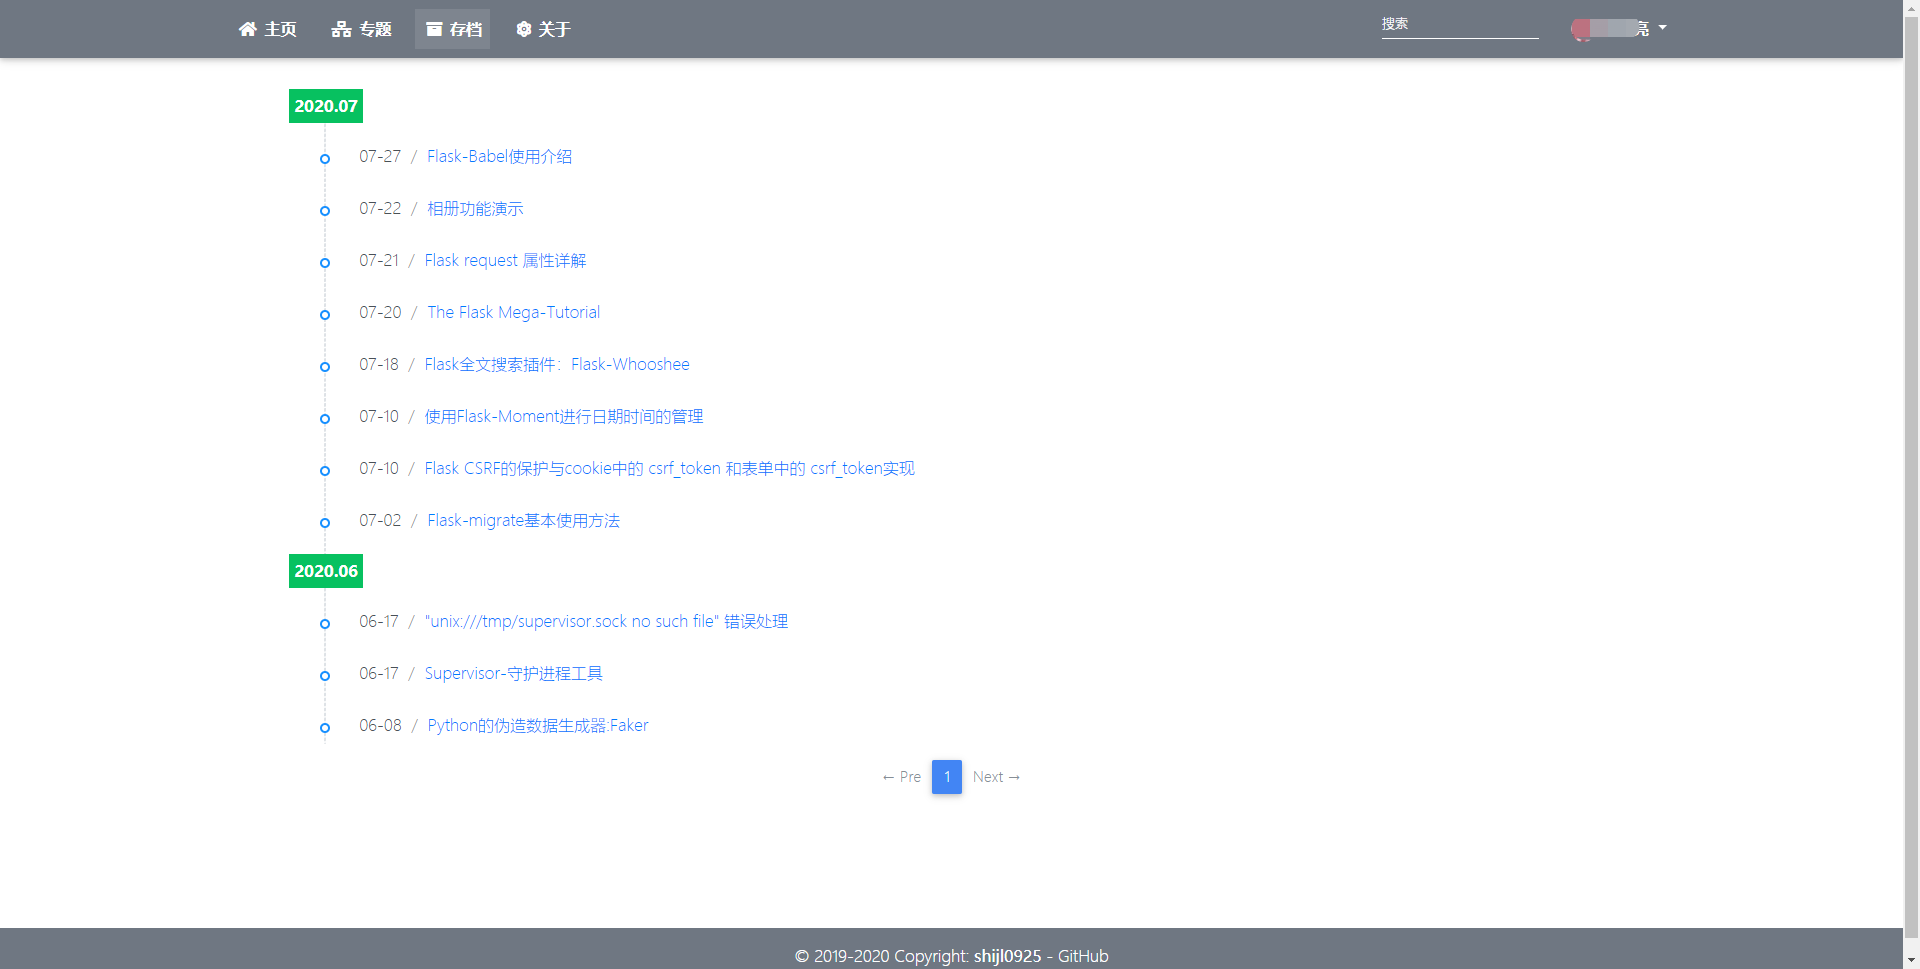 主页 专题 存档 关于 搜索 亮
2020.07
07-27 / Flask-Babel使用介绍
07-22 / 相册功能演示
07-21 / Flask request 属性详解
07-20 / The Flask Mega-Tutorial
07-18 / Flask全文搜索插件：Flask-Whooshee
07-10 / 使用Flask-Moment进行日期时间的管理
07-10 / Flask CSRF的保护与cookie中的 csrf_token 和表单中的 csrf_token实现
07-02 / Flask-migrate基本使用方法
2020.06
06-17 / "unix:///tmp/supervisor.sock no such file" 错误处理
06-17 / Supervisor-守护进程工具
06-08 / Python的伪造数据生成器:Faker
← Pre 1 Next →
© 2019-2020 Copyright: shijl0925 - GitHub